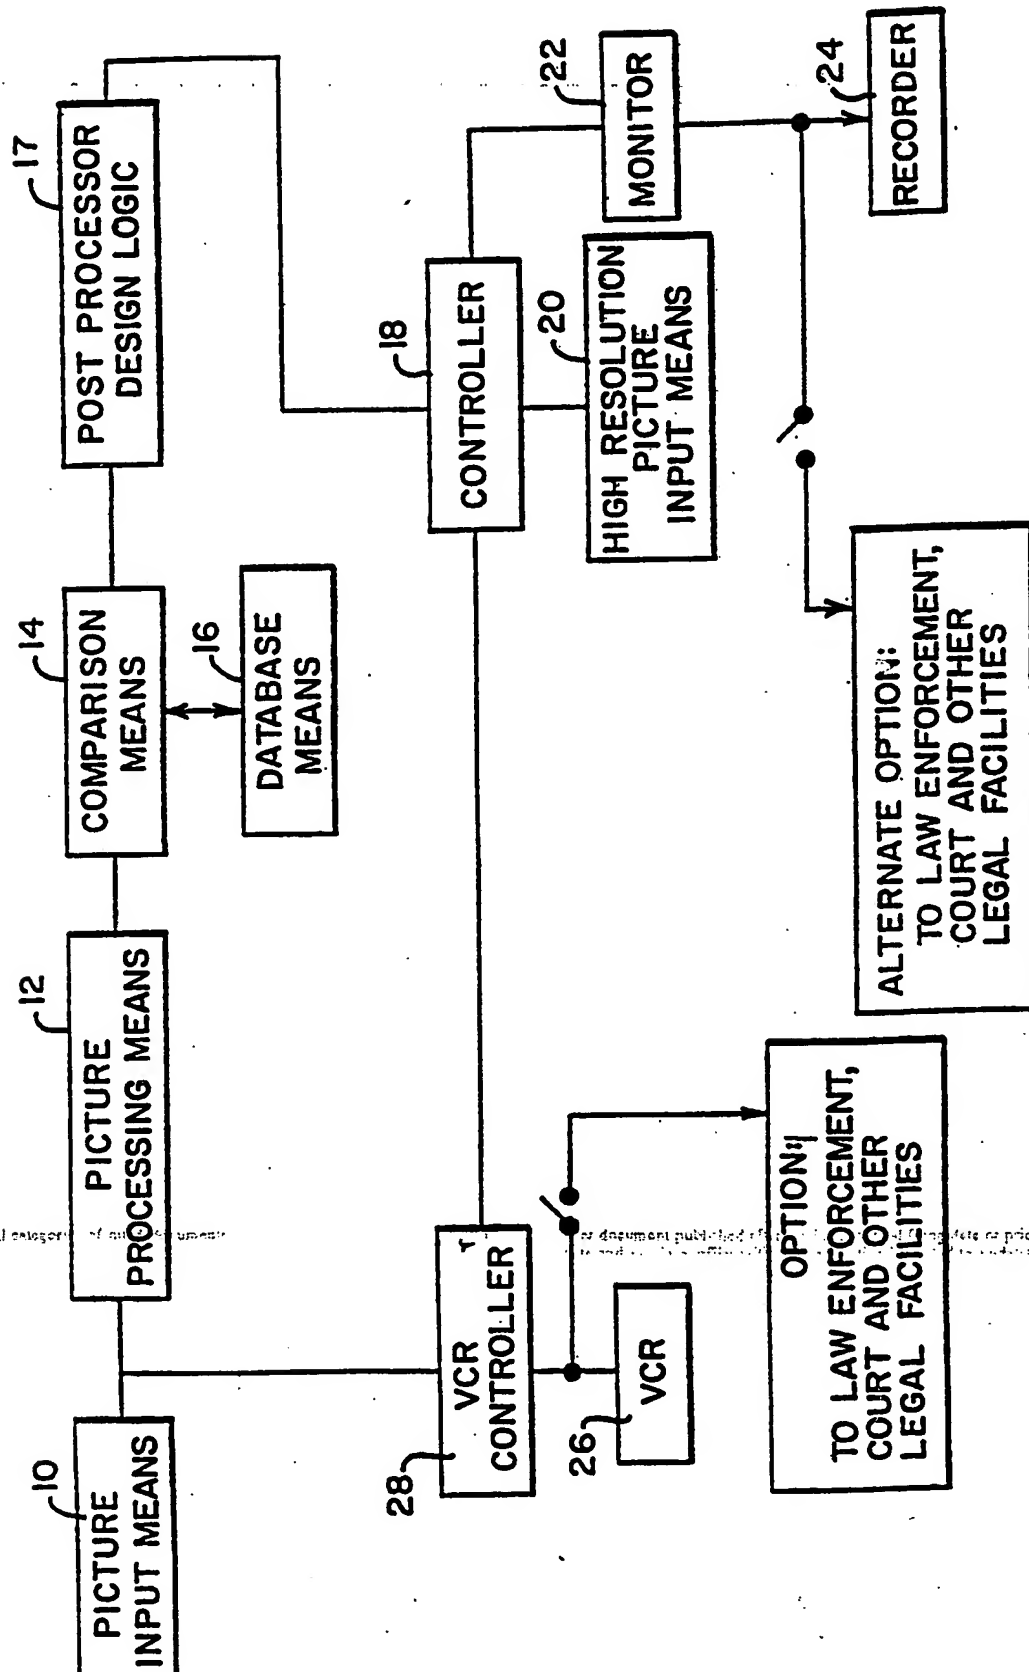 10
PICTURE
INPUT MEANS
12
PICTURE
PROCESSING MEANS
14
COMPARISON
MEANS
16
DATABASE
MEANS
17
POST PROCESSOR
DESIGN LOGIC
28
VCR
CONTROLLER
26
VCR
18
CONTROLLER
20
HIGH RESOLUTION
PICTURE
INPUT MEANS
22
MONITOR
24
RECORDER
OPTION:
TO LAW ENFORCEMENT,
COURT AND OTHER
LEGAL FACILITIES
ALTERNATE OPTION:
TO LAW ENFORCEMENT,
COURT AND OTHER
LEGAL FACILITIES
document published